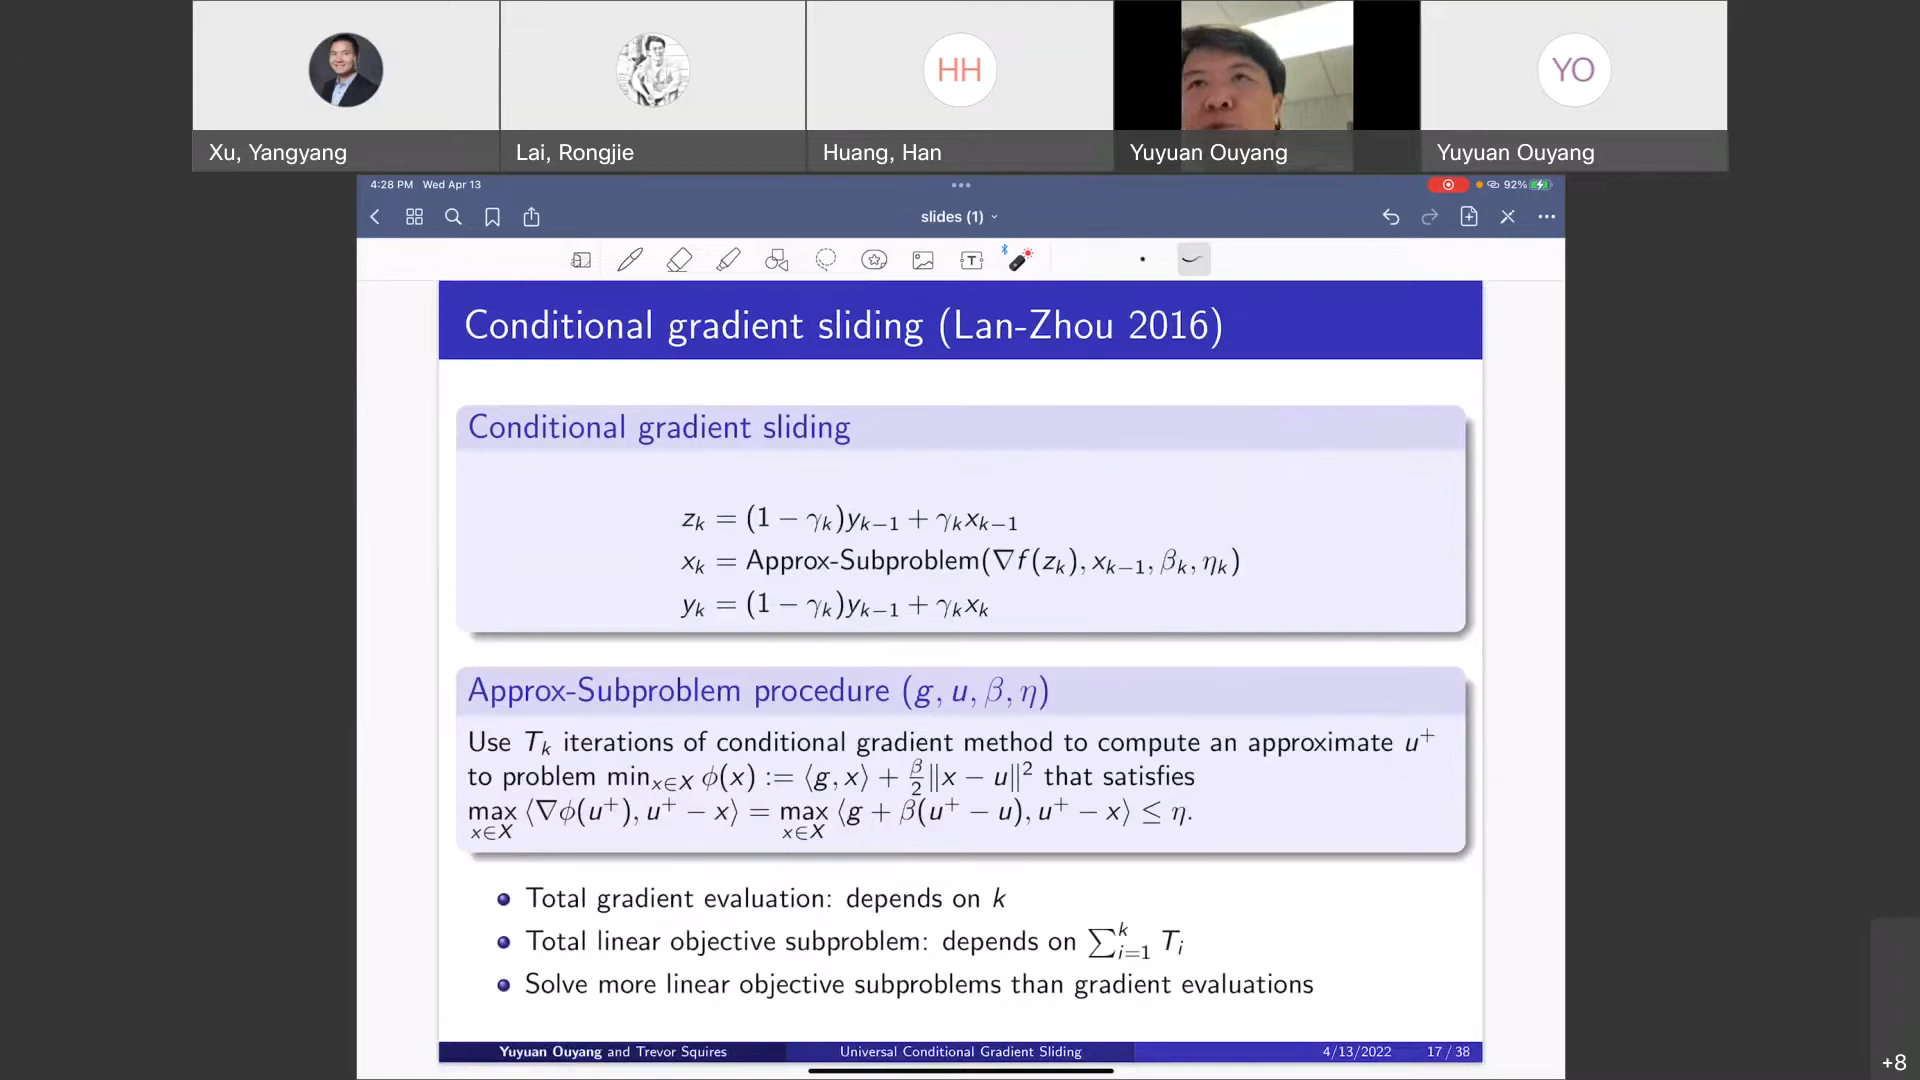 HH
YO
Xu, Yangyang
Lai, Rongjie
Huang, Han
Yuyuan Ouyang
Yuyuan Ouyang
4:28 PM Wed Apr 13
92%
slides (1)
T
Conditional gradient sliding (Lan-Zhou 2016)
Conditional gradient sliding
z_k = (1 − γ_k)y_{k−1} + γ_k x_{k−1}
x_k = Approx-Subproblem(∇f(z_k), x_{k−1}, β_k, η_k)
y_k = (1 − γ_k)y_{k−1} + γ_k x_k
Approx-Subproblem procedure (g, u, β, η)
Use T_k iterations of conditional gradient method to compute an approximate u⁺
to problem min_{x∈X} ϕ(x) := ⟨g, x⟩ + β/2 ‖x − u‖² that satisfies
max_{x∈X} ⟨∇ϕ(u⁺), u⁺ − x⟩ = max_{x∈X} ⟨g + β(u⁺ − u), u⁺ − x⟩ ≤ η.
Total gradient evaluation: depends on k
Total linear objective subproblem: depends on ∑_{i=1}^{k} T_i
Solve more linear objective subproblems than gradient evaluations
Yuyuan Ouyang and Trevor Squires
Universal Conditional Gradient Sliding
4/13/2022
17 / 38
+8